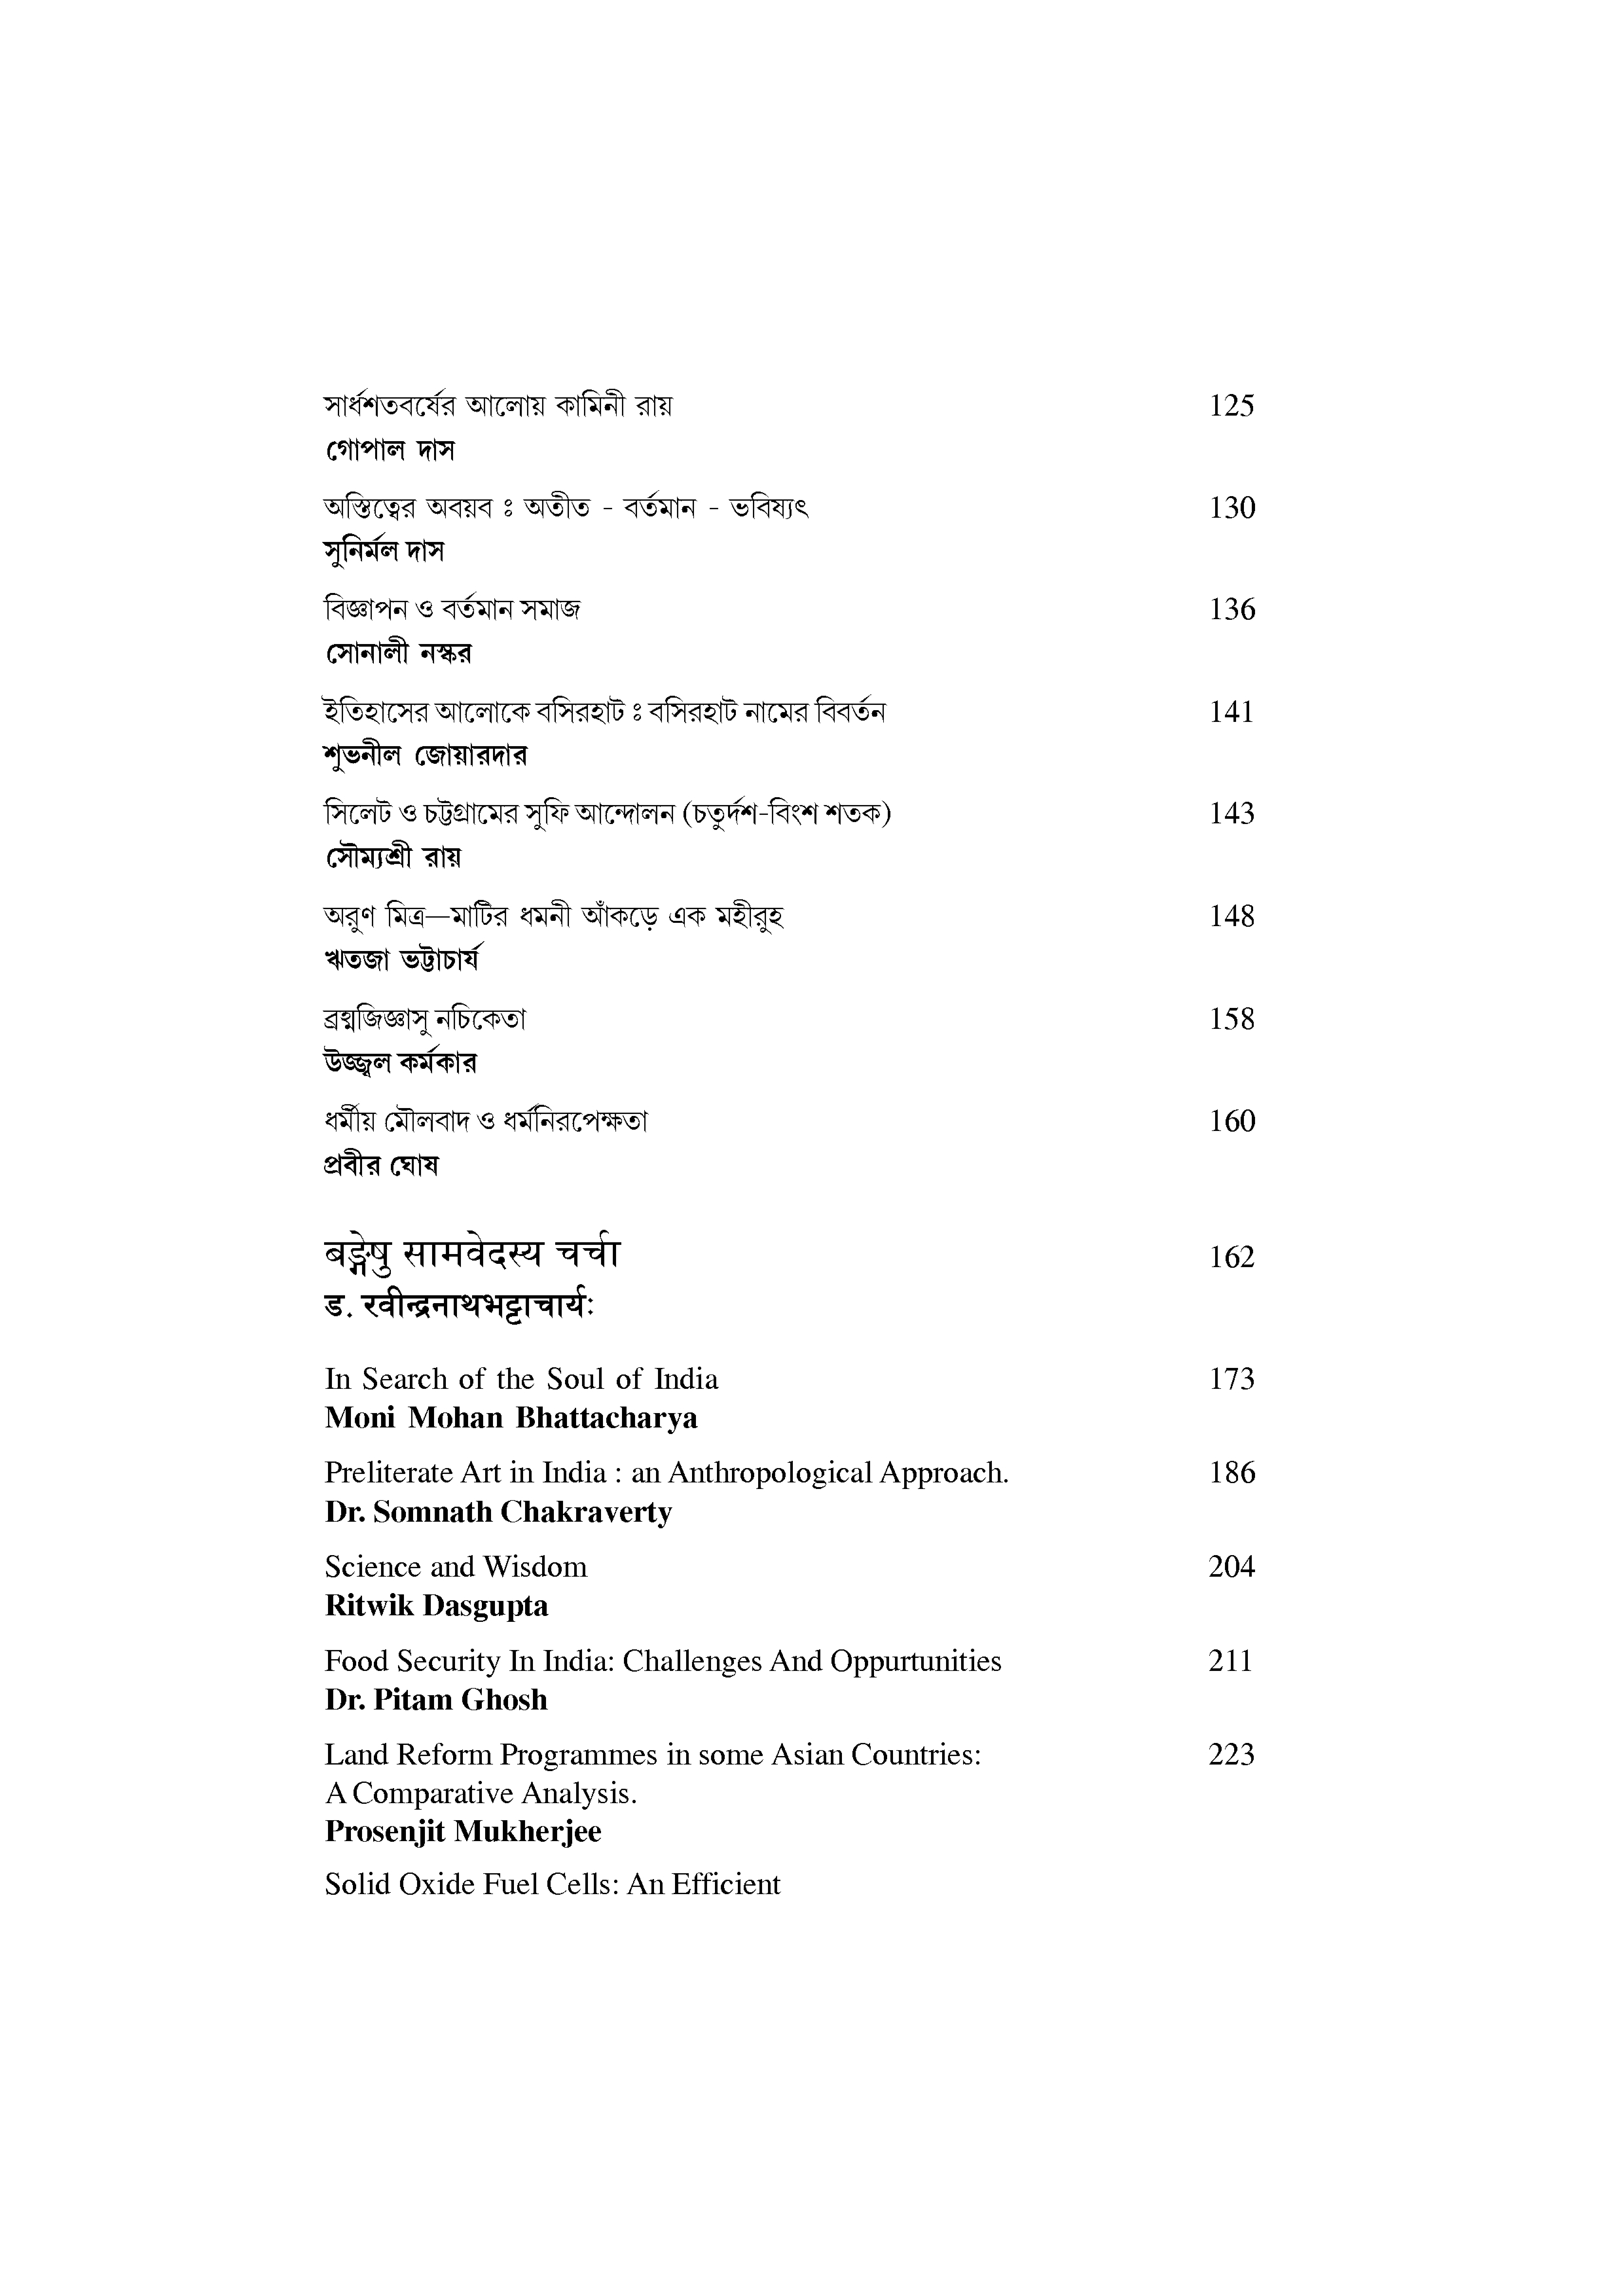 সার্ধশতবর্ষের আলোয় কামিনী রায় 125
গোপাল দাস
অস্তিত্বের অবয়ব ঃ অতীত - বর্তমান - ভবিষ্যৎ 130
সুনির্মল দাস
বিজ্ঞাপন ও বর্তমান সমাজ 136
সোনালী নস্কর
ইতিহাসের আলোকে বসিরহাট ঃ বসিরহাট নামের বিবর্তন 141
শুভনীল জোয়ারদার
সিলেট ও চট্টগ্রামের সুফি আন্দোলন (চতুর্দশ-বিংশ শতক) 143
সৌম্যশ্রী রায়
অরুণ মিত্র—মাটির ধমনী আঁকড়ে এক মহীরুহ 148
ঋতজা ভট্টাচার্য
ব্রহ্মজিজ্ঞাসু নচিকেতা 158
উজ্জ্বল কর্মকার
ধর্মীয় মৌলবাদ ও ধর্মনিরপেক্ষতা 160
প্রবীর ঘোষ
बङ्गेषु सामवेदस्य चर्चा 162
ड. रवीन्द्रनाथभट्टाचार्यः
In Search of the Soul of India 173
Moni Mohan Bhattacharya
Preliterate Art in India : an Anthropological Approach. 186
Dr. Somnath Chakraverty
Science and Wisdom 204
Ritwik Dasgupta
Food Security In India: Challenges And Oppurtunities 211
Dr. Pitam Ghosh
Land Reform Programmes in some Asian Countries: 223
A Comparative Analysis.
Prosenjit Mukherjee
Solid Oxide Fuel Cells: An Efficient